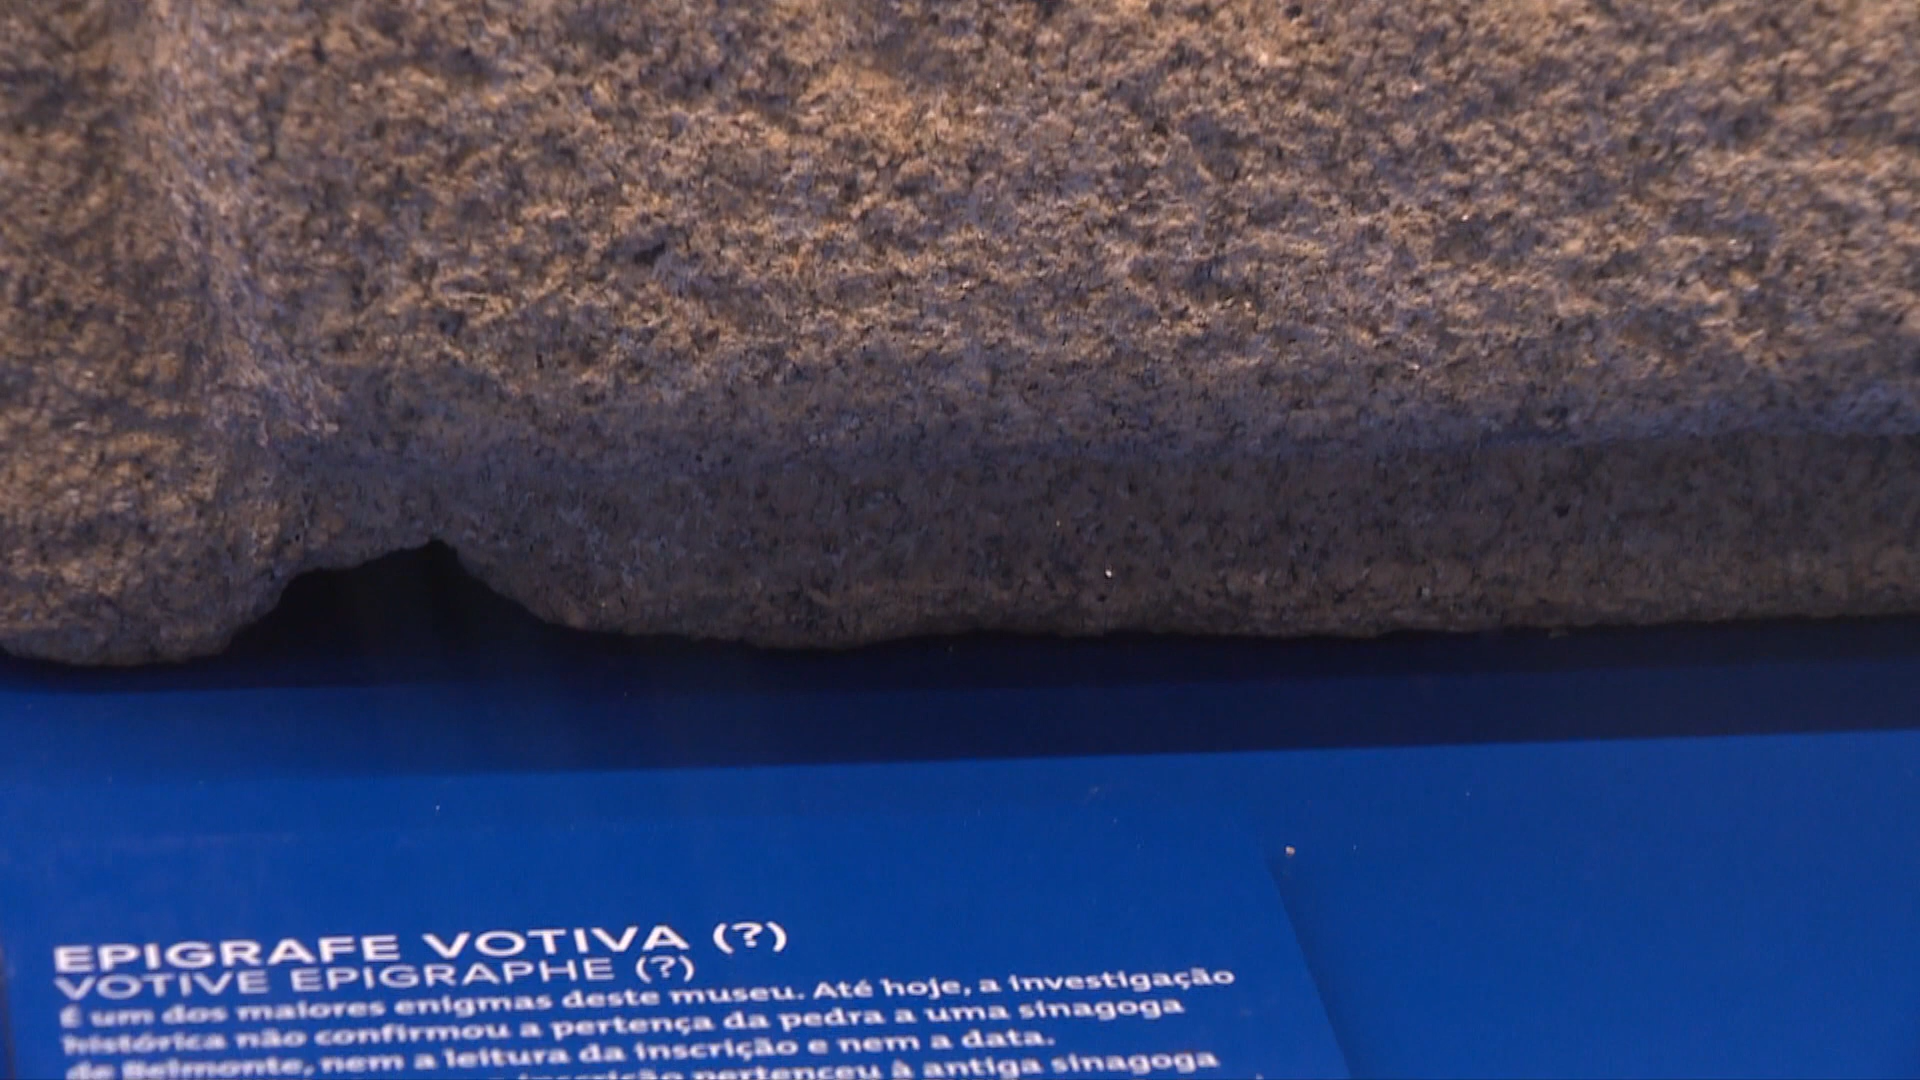 EPIGRAFE VOTIVA (?)
VOTIVE EPIGRAPHE (?)
É um dos maiores enigmas deste museu. Até hoje, a investigação
histórica não confirmou a pertença da pedra a uma sinagoga
de Belmonte, nem a leitura da inscrição e nem a data.
inscrição pertenceu à antiga sinagoga